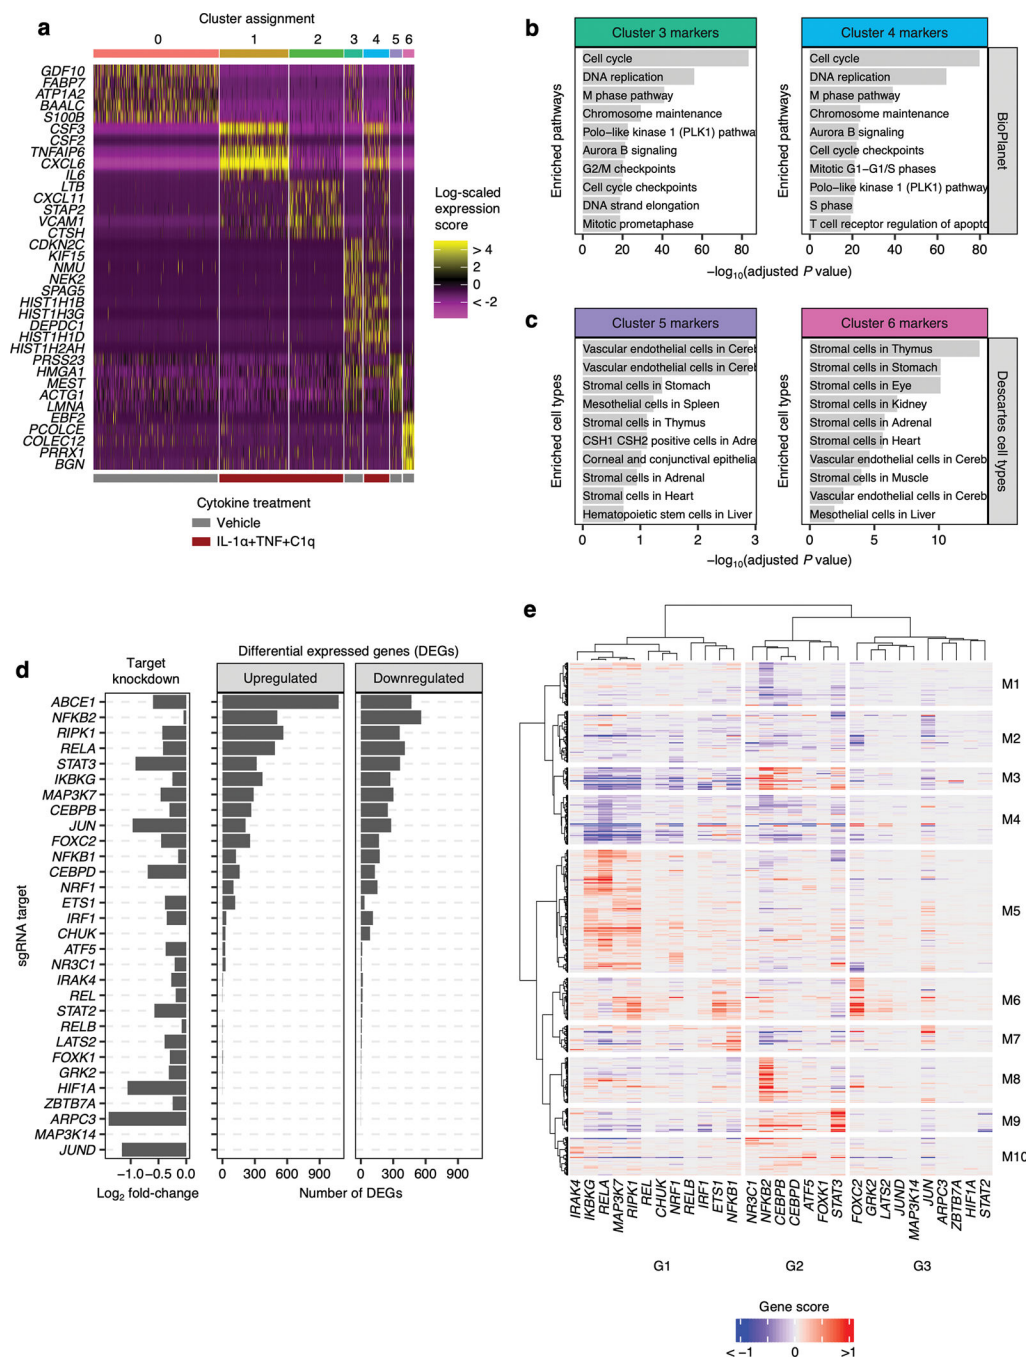 a
Cluster assignment
0 1 2 3 4 5 6
GDF10
FABP7
ATP1A2
BAALC
S100B
CSF3
CSF2
TNFAIP6
CXCL6
IL6
LTB
CXCL11
STAP2
VCAM1
CTSH
CDKN2C
KIF15
NMU
NEK2
SPAG5
HIST1H1B
HIST1H3G
DEPDC1
HIST1H1D
HIST1H2AH
PRSS23
HMGA1
MEST
ACTG1
LMNA
EBF2
PCOLCE
COLEC12
PRRX1
BGN
Log-scaled
expression
score
> 4
2
0
< -2
Cytokine treatment
Vehicle
IL-1α+TNF+C1q
b
Cluster 3 markers
Enriched pathways
Cell cycle
DNA replication
M phase pathway
Chromosome maintenance
Polo-like kinase 1 (PLK1) pathwa
Aurora B signaling
G2/M checkpoints
Cell cycle checkpoints
DNA strand elongation
Mitotic prometaphase
0 20 40 60 80
Cluster 4 markers
Enriched pathways
Cell cycle
DNA replication
M phase pathway
Chromosome maintenance
Aurora B signaling
Cell cycle checkpoints
Mitotic G1-G1/S phases
Polo-like kinase 1 (PLK1) pathway
S phase
T cell receptor regulation of apopto
0 20 40 60 80
BioPlanet
−log10(adjusted P value)
c
Cluster 5 markers
Enriched cell types
Vascular endothelial cells in Cereb
Vascular endothelial cells in Cereb
Stromal cells in Stomach
Mesothelial cells in Spleen
Stromal cells in Thymus
CSH1 CSH2 positive cells in Adre
Corneal and conjunctival epithelia
Stromal cells in Adrenal
Stromal cells in Heart
Hematopoietic stem cells in Liver
0 1 2 3
Cluster 6 markers
Enriched cell types
Stromal cells in Thymus
Stromal cells in Stomach
Stromal cells in Eye
Stromal cells in Kidney
Stromal cells in Adrenal
Stromal cells in Heart
Vascular endothelial cells in Cereb
Stromal cells in Muscle
Vascular endothelial cells in Cereb
Mesothelial cells in Liver
0 5 10
Descartes cell types
−log10(adjusted P value)
d
Target
knockdown
Differential expressed genes (DEGs)
Upregulated
Downregulated
sgRNA target
ABCE1
NFKB2
RIPK1
RELA
STAT3
IKBKG
MAP3K7
CEBPB
JUN
FOXC2
NFKB1
CEBPD
NRF1
ETS1
IRF1
CHUK
ATF5
NR3C1
IRAK4
REL
STAT2
RELB
LATS2
FOXK1
GRK2
HIF1A
ZBTB7A
ARPC3
MAP3K14
JUND
−1.0 −0.5 0.0
0 300 600 900
0 300 600 900
Log2 fold-change
Number of DEGs
e
M1
M2
M3
M4
M5
M6
M7
M8
M9
M10
IRAK4
IKBKG
RELA
MAP3K7
RIPK1
REL
CHUK
NRF1
RELB
IRF1
ETS1
NFKB1
NR3C1
NFKB2
CEBPB
CEBPD
ATF5
FOXK1
STAT3
FOXC2
GRK2
LATS2
JUND
MAP3K14
JUN
ARPC3
ZBTB7A
HIF1A
STAT2
G1 G2 G3
Gene score
< −1 0 >1